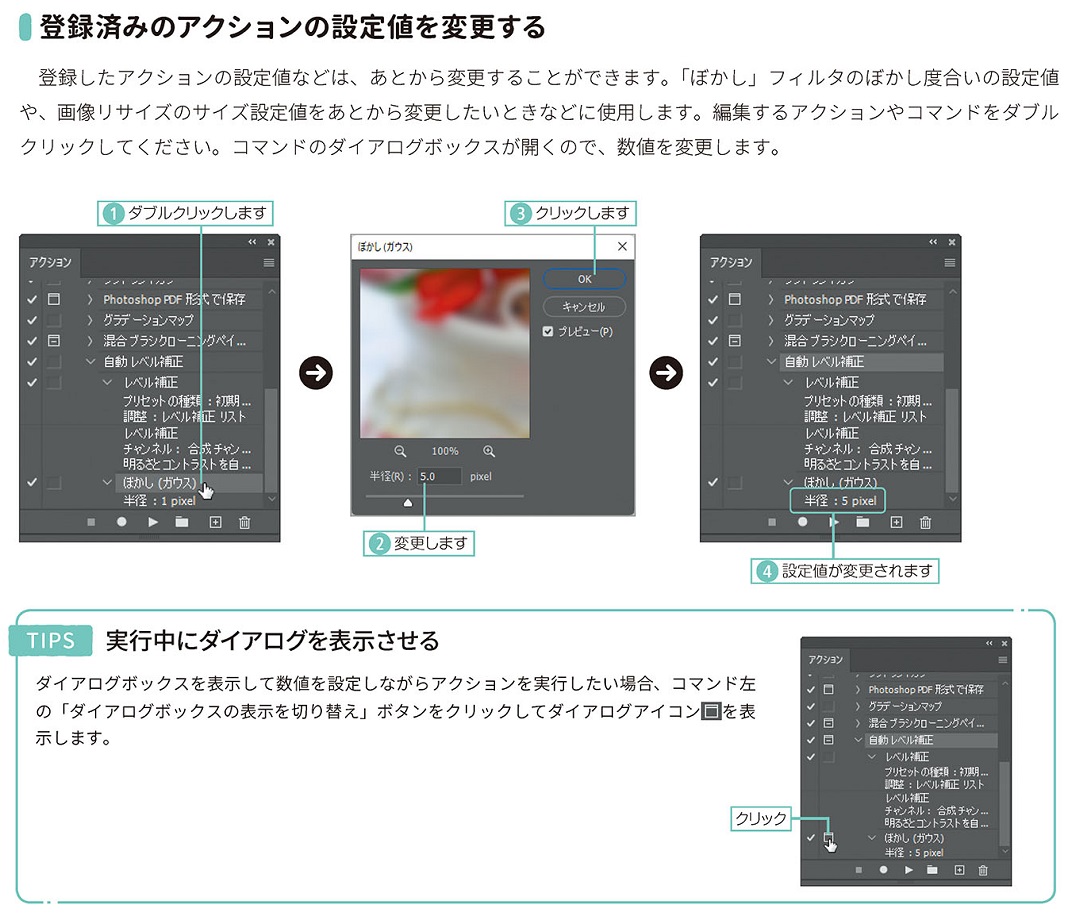 登録済みのアクションの設定値を変更する
登録したアクションの設定値などは、あとから変更することができます。「ぼかし」フィルタのぼかし度合いの設定値
や、画像リサイズのサイズ設定値をあとから変更したいときなどに使用します。編集するアクションやコマンドをダブル
クリックしてください。コマンドのダイアログボックスが開くので、数値を変更します。
1 ダブルクリックします
アクション
Photoshop PDF 形式で保存
グラデーションマップ
混合ブラシクローニングペイ...
自動レベル補正
レベル補正
プリセットの種類 : 初期...
調整 : レベル補正 リスト
レベル補正
チャンネル : 合成チャン...
明るさとコントラストを自...
ぼかし (ガウス)
半径 : 1 pixel
3 クリックします
ぼかし (ガウス)
OK
キャンセル
プレビュー(P)
100%
半径(R) : 5.0 pixel
2 変更します
アクション
Photoshop PDF 形式で保存
グラデーションマップ
混合ブラシクローニングペイ...
自動レベル補正
レベル補正
プリセットの種類 : 初期...
調整 : レベル補正 リスト
レベル補正
チャンネル : 合成チャン...
明るさとコントラストを自...
ぼかし (ガウス)
半径 : 5 pixel
4 設定値が変更されます
TIPS 実行中にダイアログを表示させる
ダイアログボックスを表示して数値を設定しながらアクションを実行したい場合、コマンド左
の「ダイアログボックスの表示を切り替え」ボタンをクリックしてダイアログアイコンを表
示します。
アクション
Photoshop PDF 形式で保存
グラデーションマップ
混合ブラシクローニングペイ...
自動レベル補正
レベル補正
プリセットの種類 : 初期...
調整 : レベル補正 リスト
レベル補正
チャンネル : 合成チャン...
明るさとコントラストを自...
ぼかし (ガウス)
半径 : 5 pixel
クリック